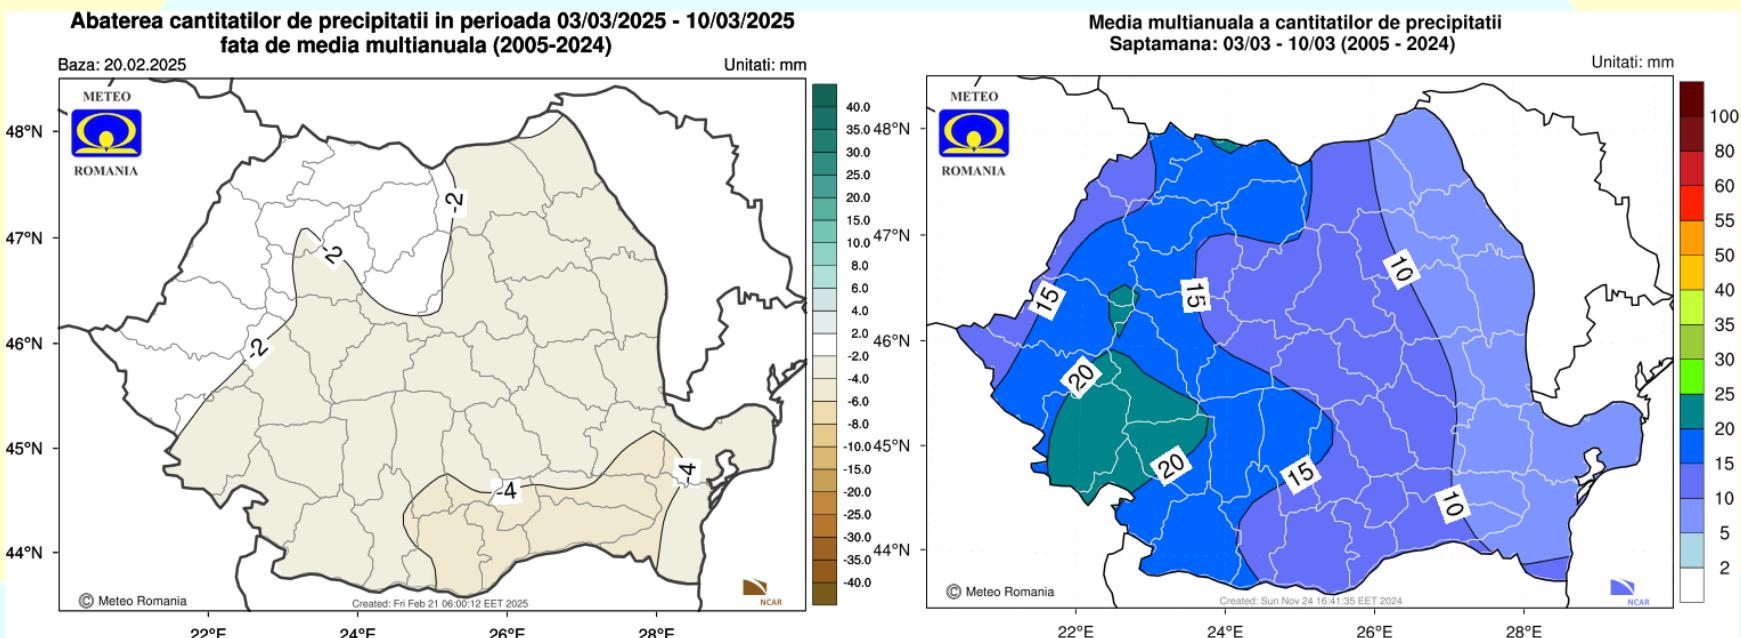 Abaterea cantitatilor de precipitatii in perioada 03/03/2025 - 10/03/2025
fata de media multianuala (2005-2024)
Baza: 20.02.2025
Unitati: mm
METEO
ROMANIA
48°N
47°N
46°N
45°N
44°N
-2
-2
-2
-4
-4
40.0
35.0
30.0
25.0
20.0
15.0
10.0
8.0
6.0
4.0
2.0
-2.0
-4.0
-6.0
-8.0
-10.0
-15.0
-20.0
-25.0
-30.0
-35.0
-40.0
© Meteo Romania
Created: Fri Feb 21 06:00:12 EET 2025
NCAR
22°E
24°E
26°E
28°E
Media multianuala a cantitatilor de precipitatii
Saptamana: 03/03 - 10/03 (2005 - 2024)
Unitati: mm
METEO
ROMANIA
48°N
47°N
46°N
45°N
44°N
10
15
15
20
20
15
10
100
80
60
55
50
40
35
30
25
20
15
10
5
2
© Meteo Romania
Created: Sun Nov 24 16:41:35 EET 2024
NCAR
22°E
24°E
26°E
28°E